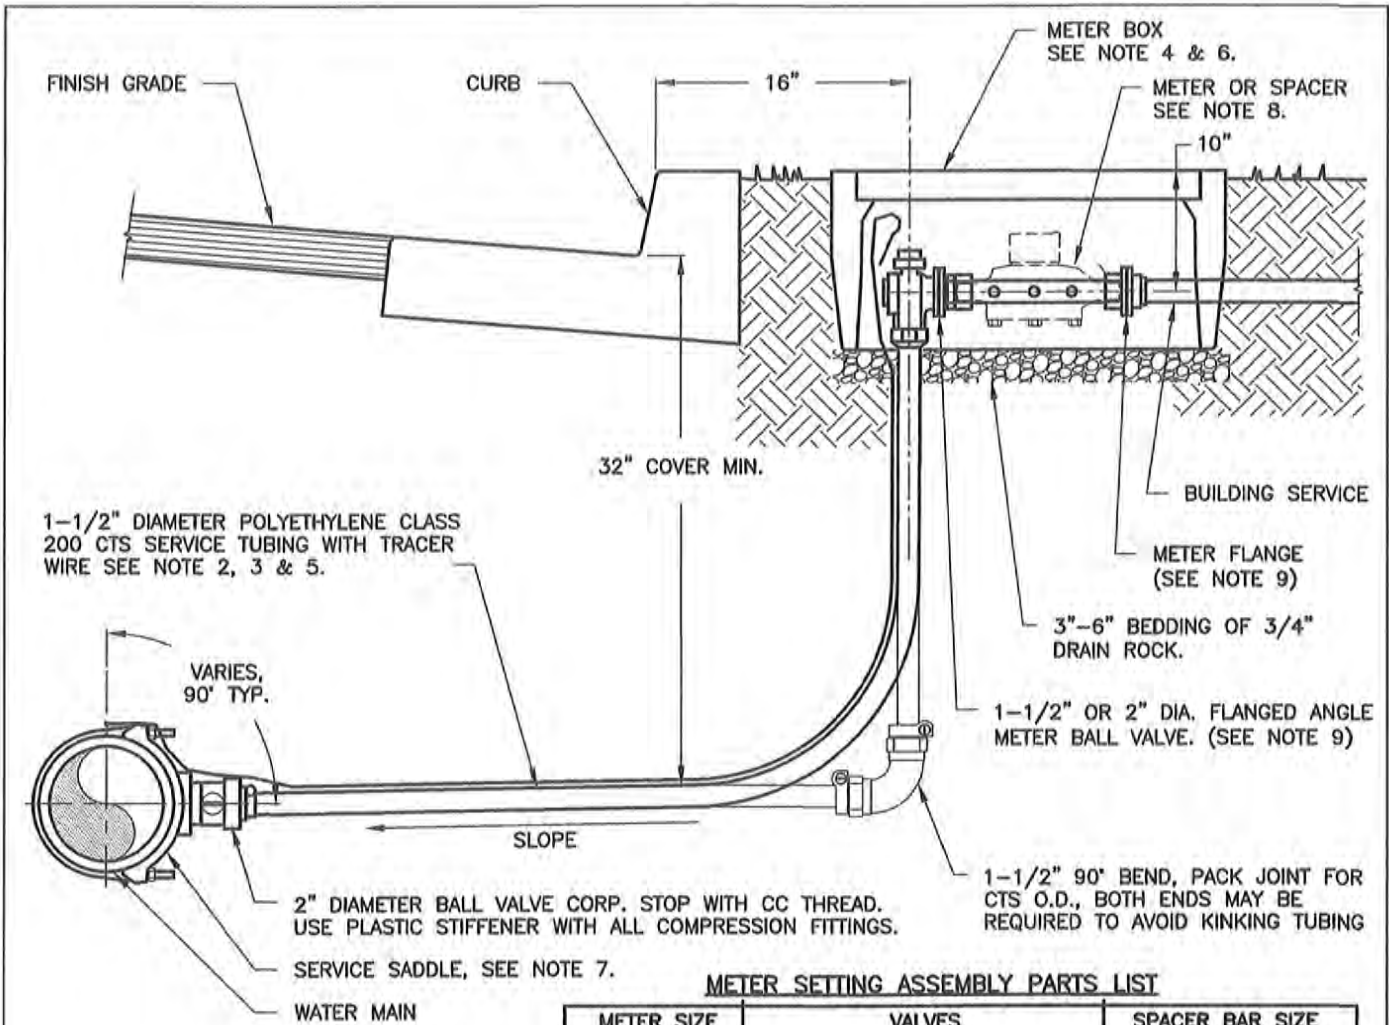 METER BOX
SEE NOTE 4 & 6.
FINISH GRADE
CURB
16"
METER OR SPACER
SEE NOTE 8.
10"
32" COVER MIN.
BUILDING SERVICE
1-1/2" DIAMETER POLYETHYLENE CLASS
200 CTS SERVICE TUBING WITH TRACER
WIRE SEE NOTE 2, 3 & 5.
METER FLANGE
(SEE NOTE 9)
3"-6" BEDDING OF 3/4"
DRAIN ROCK.
VARIES,
90° TYP.
1-1/2" OR 2" DIA. FLANGED ANGLE
METER BALL VALVE. (SEE NOTE 9)
SLOPE
1-1/2" 90° BEND, PACK JOINT FOR
CTS O.D., BOTH ENDS MAY BE
REQUIRED TO AVOID KINKING TUBING
2" DIAMETER BALL VALVE CORP. STOP WITH CC THREAD.
USE PLASTIC STIFFENER WITH ALL COMPRESSION FITTINGS.
SERVICE SADDLE, SEE NOTE 7.
WATER MAIN
METER SETTING ASSEMBLY PARTS LIST
METER SIZE VALVES SPACER BAR SIZE